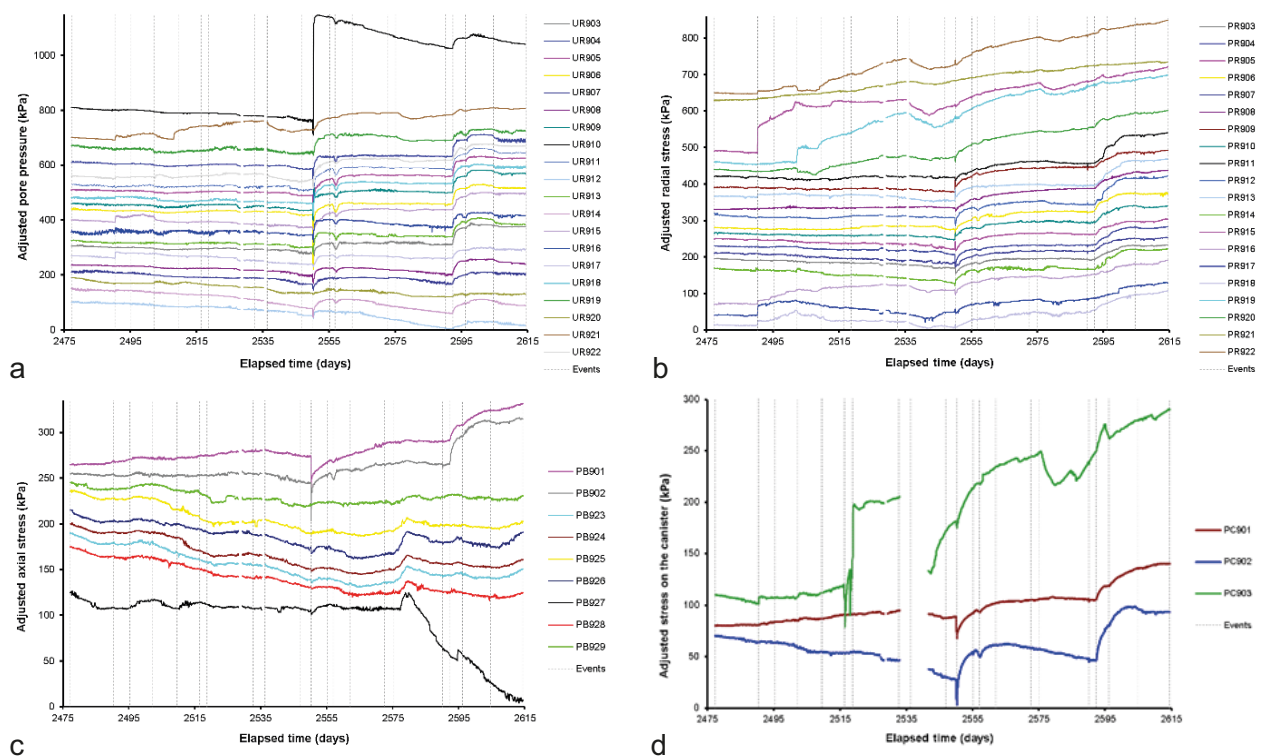 Adjusted pore pressure (kPa)
1000
800
600
400
200
0
2475 2495 2515 2535 2555 2575 2595 2615
Elapsed time (days)
UR903
UR904
UR905
UR906
UR907
UR908
UR909
UR910
UR911
UR912
UR913
UR914
UR915
UR916
UR917
UR918
UR919
UR920
UR921
UR922
Events
a
Adjusted radial stress (kPa)
800
700
600
500
400
300
200
100
0
2475 2495 2515 2535 2555 2575 2595 2615
Elapsed time (days)
PR903
PR904
PR905
PR906
PR907
PR908
PR909
PR910
PR911
PR912
PR913
PR914
PR915
PR916
PR917
PR918
PR919
PR920
PR921
PR922
Events
b
Adjusted axial stress (kPa)
300
250
200
150
100
50
0
2475 2495 2515 2535 2555 2575 2595 2615
Elapsed time (days)
PB901
PB902
PB923
PB924
PB925
PB926
PB927
PB928
PB929
Events
c
Adjusted stress on the canister (kPa)
300
250
200
150
100
50
0
2475 2495 2515 2535 2555 2575 2595 2615
Elapsed time (days)
PC901
PC902
PC903
Events
d